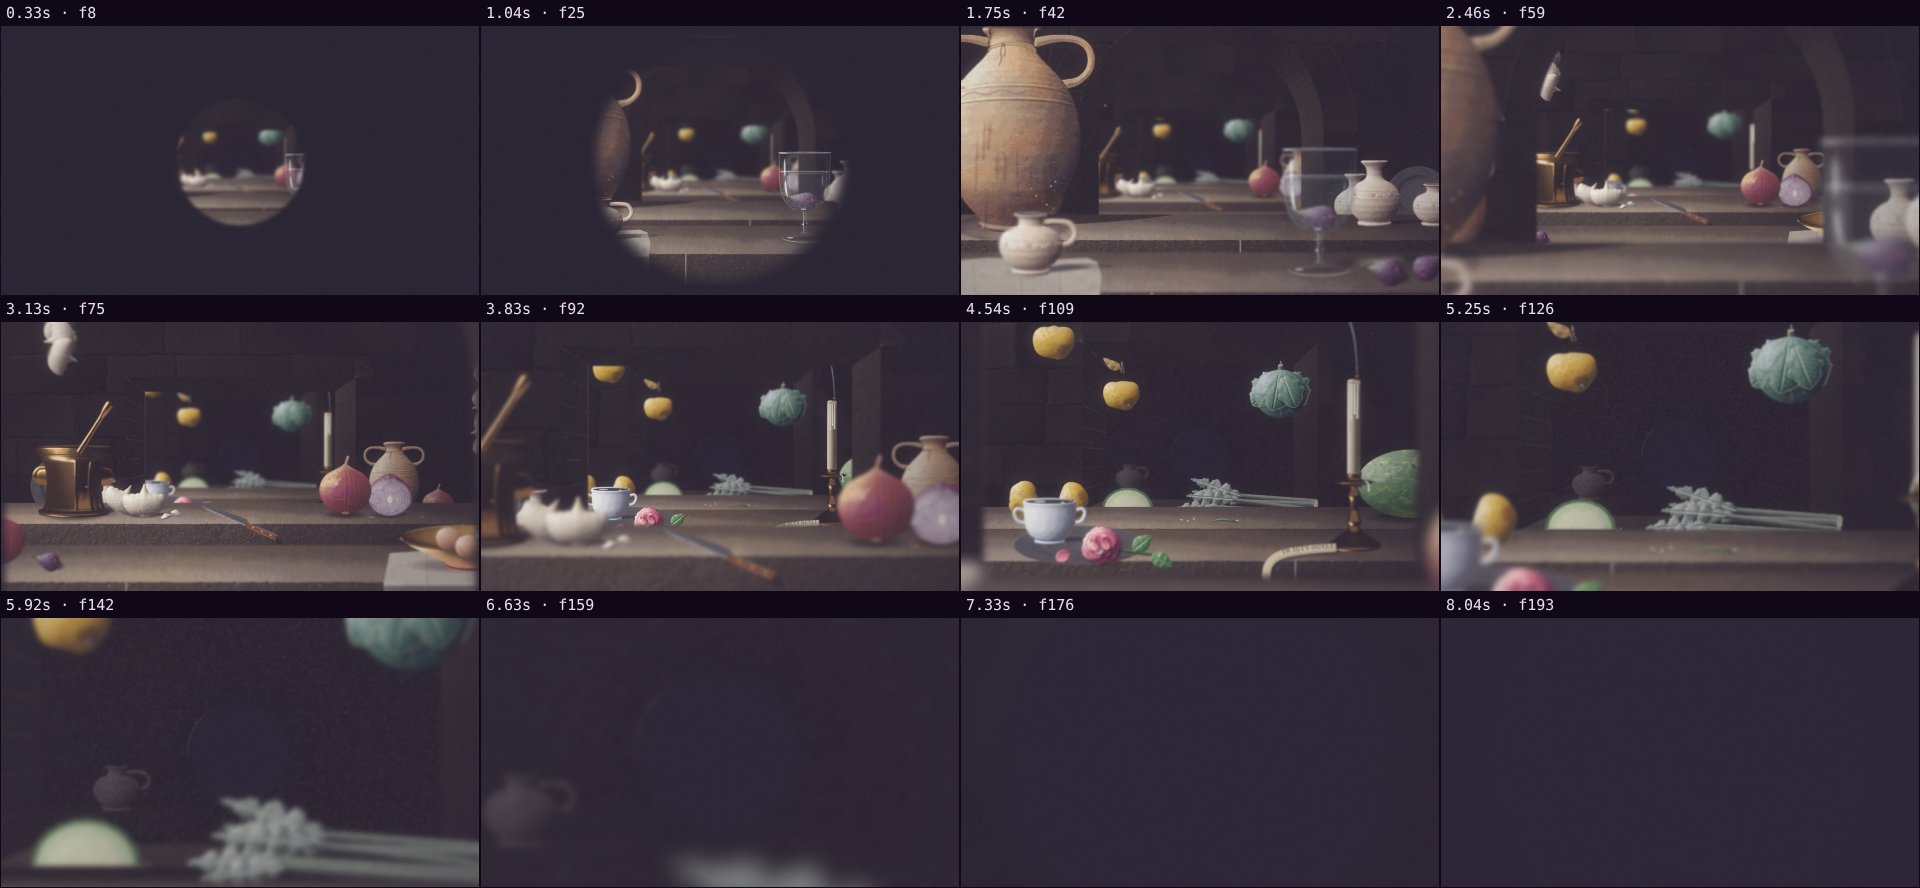 0.33s · f8
1.04s · f25
1.75s · f42
2.46s · f59
3.13s · f75
3.83s · f92
4.54s · f109
5.25s · f126
5.92s · f142
6.63s · f159
7.33s · f176
8.04s · f193